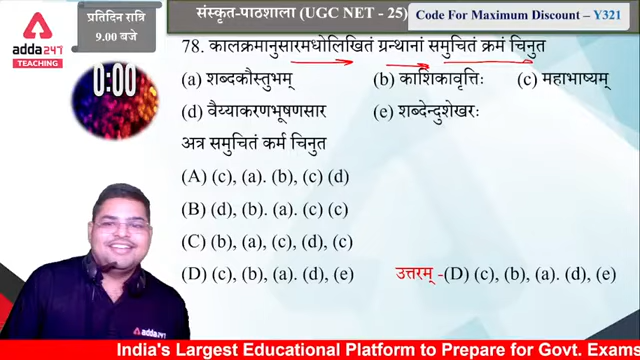 adda247
TEACHING
प्रतिदिन रात्रि
9.00 बजे
संस्कृत-पाठशाला (UGC NET - 25)
Code For Maximum Discount – Y321
0:00
78. कालक्रमानुसारमधोलिखितं ग्रन्थानां समुचितं क्रमं चिनुत
(a) शब्दकौस्तुभम् (b) काशिकावृत्तिः (c) महाभाष्यम्
(d) वैय्याकरणभूषणसार (e) शब्देन्दुशेखरः
अत्र समुचितं कर्म चिनुत
(A) (c), (a). (b), (c) (d)
(B) (d), (b). (a). (c) (c)
(C) (b), (a), (c), (d), (c)
(D) (c), (b), (a). (d), (e) उत्तरम् -(D) (c), (b), (a). (d), (e)
adda247
India's Largest Educational Platform to Prepare for Govt. Exams